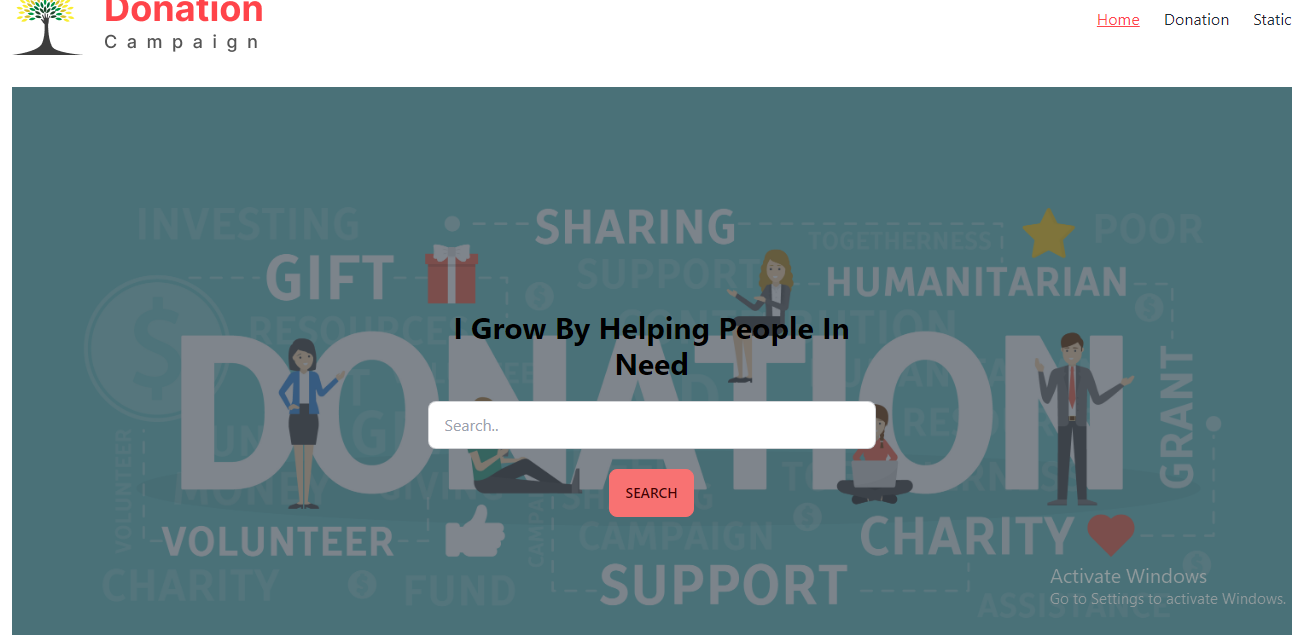 Donation
Campaign
Home Donation Static
INVESTING
SHARING
TOGETHERNESS
POOR
GIFT
SUPPORT
HUMANITARIAN
RESOURCES
CONTRIBUTION
I Grow By Helping People In
Need
DONATION
GRANT
Search..
VOLUNTEER
MONEY
SEARCH
VOLUNTEER
CAMPAIGN
CHARITY
CHARITY
FUND
SUPPORT
ASSISTANCE
Activate Windows
Go to Settings to activate Windows.